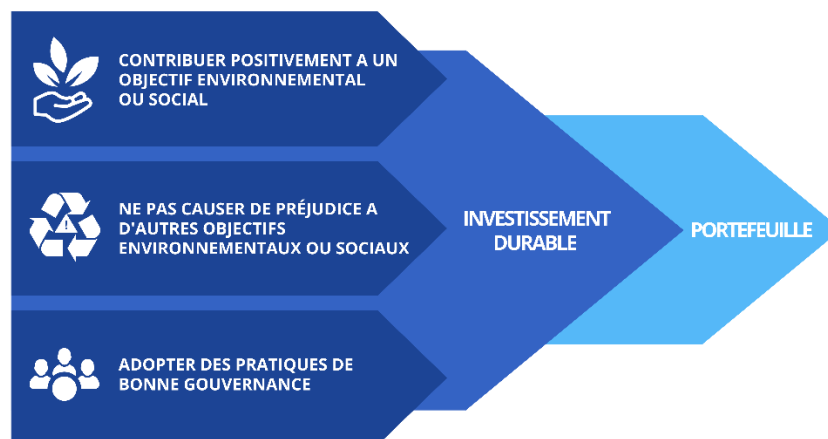 CONTRIBUER POSITIVEMENT A UN
OBJECTIF ENVIRONNEMENTAL
OU SOCIAL
NE PAS CAUSER DE PRÉJUDICE A
D'AUTRES OBJECTIFS
ENVIRONNEMENTAUX OU SOCIAUX
ADOPTER DES PRATIQUES DE
BONNE GOUVERNANCE
INVESTISSEMENT
DURABLE
PORTEFEUILLE